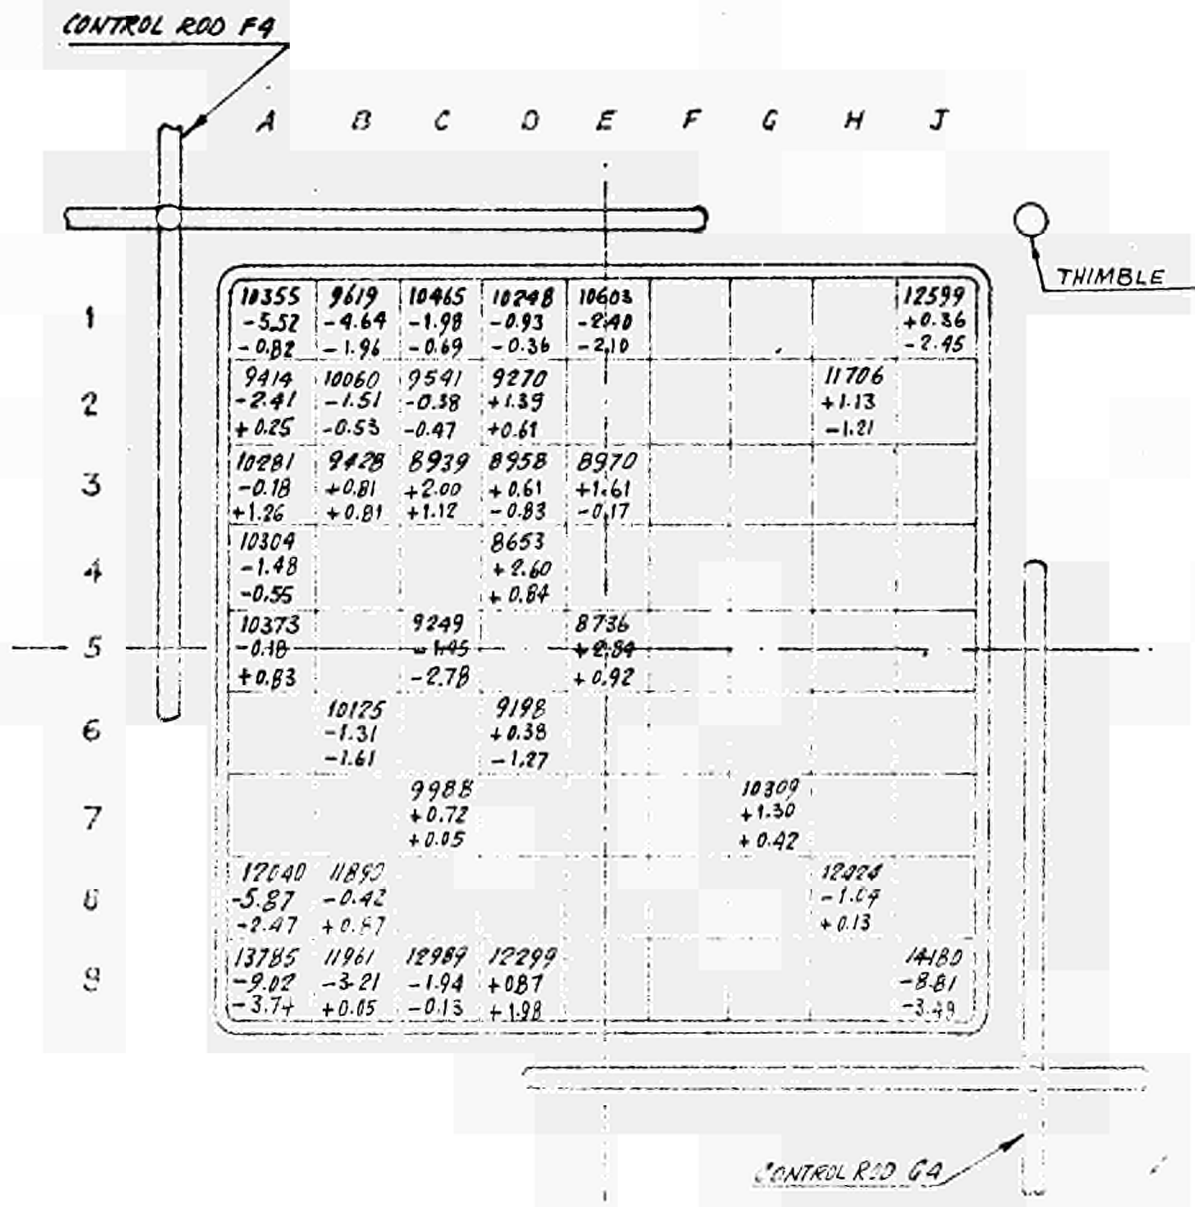 CONTROL ROD F4
A B C D E F G H J
THIMBLE
1
10355 9619 10465 10248 10603 12599
-5.52 -4.64 -1.98 -0.93 -2.40 +0.36
-0.82 -1.96 -0.69 -0.36 -2.10 -2.45
2
9414 10060 9541 9270 11706
-2.41 -1.51 -0.38 +1.39 +1.13
+0.25 -0.53 -0.47 +0.61 -1.21
3
10281 9428 8939 8958 8970
-0.18 +0.81 +2.00 +0.61 +1.61
+1.26 +0.81 +1.12 -0.83 -0.17
4
10304 8653
-1.48 +2.60
-0.55 +0.84
5
10373 9249 8736
-0.18 -1.45 +2.84
+0.83 -2.78 +0.92
6
10125 9198
-1.31 +0.38
-1.61 -1.27
7
9988 10309
+0.72 +1.30
+0.05 +0.42
8
12040
-5.87 -0.42
-2.47 +0.87 +0.13
9
13785 11961 12989 12299 14180
-9.02 -3.21 -1.94 +0.87 -8.81
+0.05 -0.13 +1.98
CONTROL ROD G4